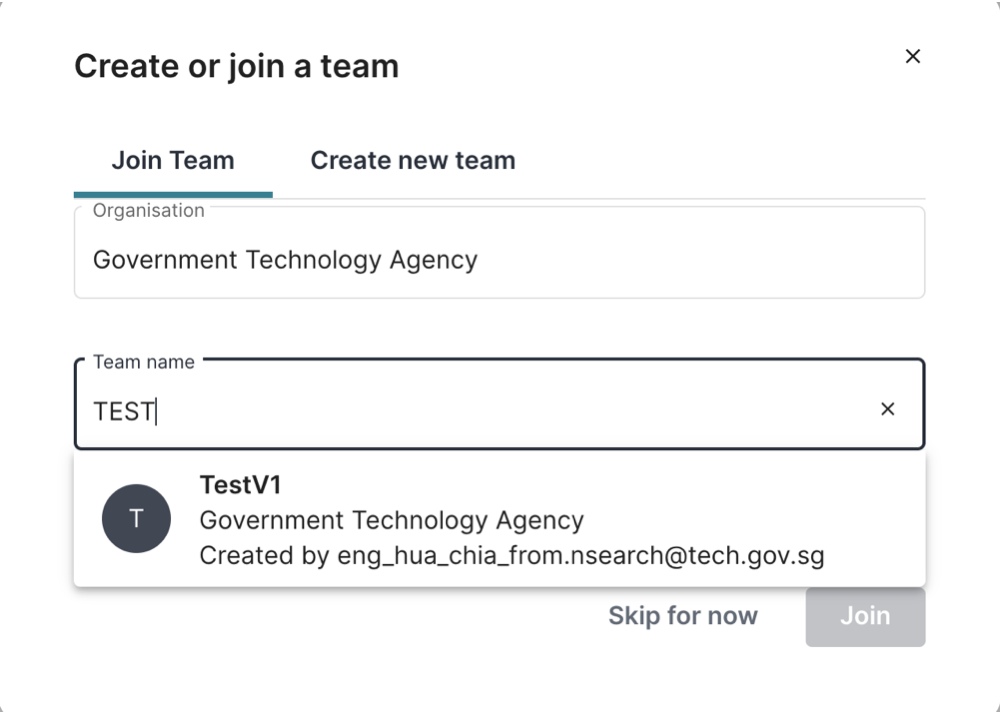 Create or join a team
Join Team
Create new team
Organisation
Government Technology Agency
Team name
TEST
T
TestV1
Government Technology Agency
Created by eng_hua_chia_from.nsearch@tech.gov.sg
Skip for now
Join